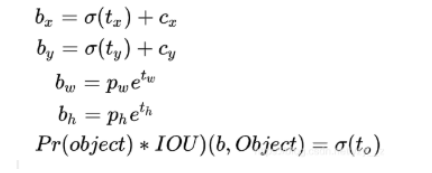 b_x = σ(t_x) + c_x
b_y = σ(t_y) + c_y
b_w = p_w e^{t_w}
b_h = p_h e^{t_h}
Pr(object) * IOU)(b, Object) = σ(t_o)